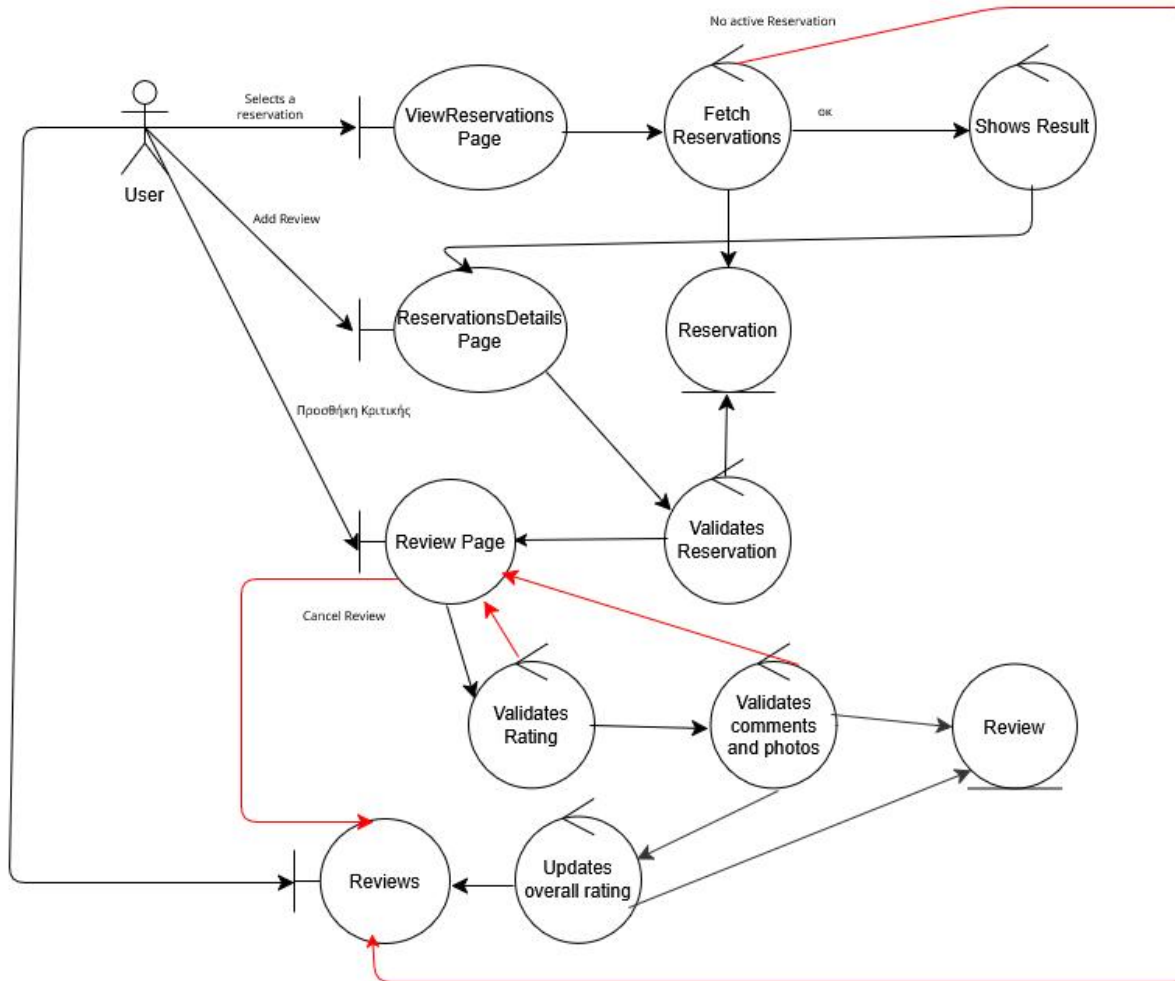 No active Reservation
Selects a
reservation
ViewReservations
Page
Fetch
Reservations
OK
Shows Result
User
Add Review
ReservationsDetails
Page
Reservation
Προσθήκη Κριτικής
Review Page
Validates
Reservation
Cancel Review
Validates
Rating
Validates
comments
and photos
Review
Reviews
Updates
overall rating